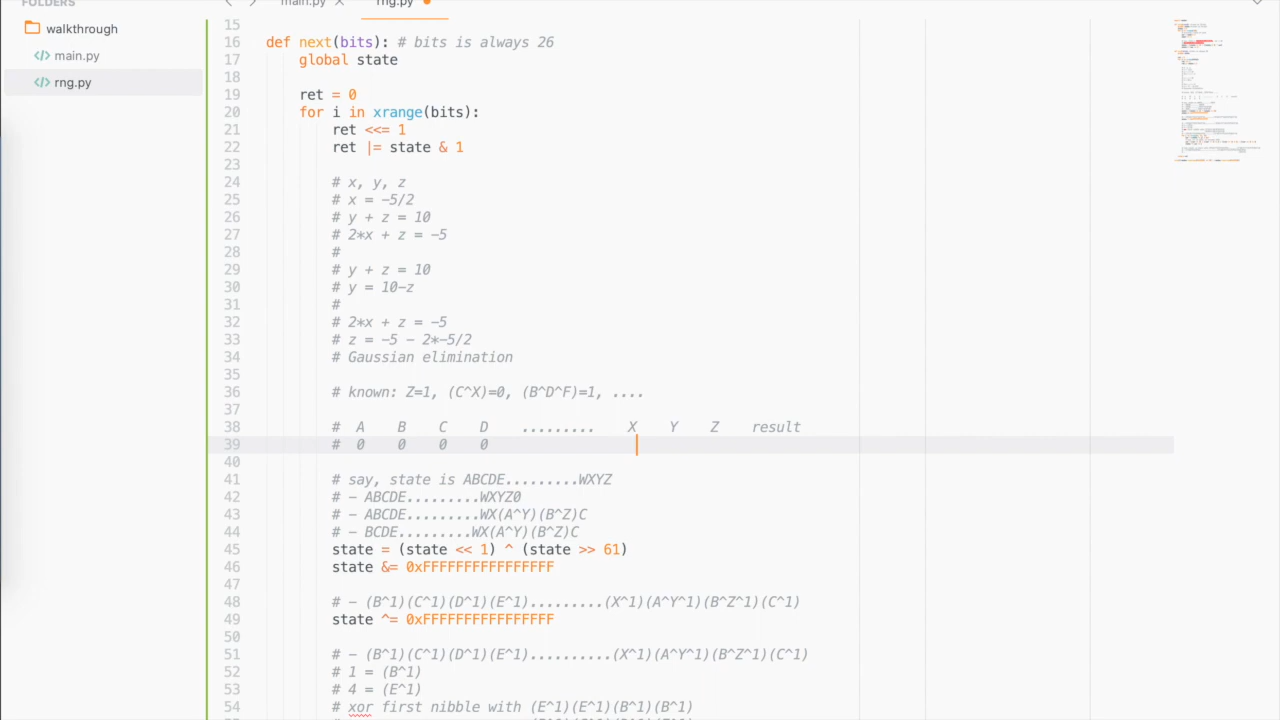 FOLDERS
walkthrough
main.py
rng.py
main.py
rng.py
15
16 def next(bits): # bits is always 26
17 global state
18
19 ret = 0
20 for i in xrange(bits):
21 ret <<= 1
22 ret |= state & 1
23
24 # x, y, z
25 # x = -5/2
26 # y + z = 10
27 # 2*x + z = -5
28 #
29 # y + z = 10
30 # y = 10-z
31 #
32 # 2*x + z = -5
33 # z = -5 - 2*-5/2
34 # Gaussian elimination
35
36 # known: Z=1, (C^X)=0, (B^D^F)=1, ....
37
38 # A B C D ......... X Y Z result
39 # 0 0 0 0
40
41 # say, state is ABCDE.........WXYZ
42 # - ABCDE.........WXYZ0
43 # - ABCDE.........WX(A^Y)(B^Z)C
44 # - BCDE.........WX(A^Y)(B^Z)C
45 state = (state << 1) ^ (state >> 61)
46 state &= 0xFFFFFFFFFFFFFFFF
47
48 # - (B^1)(C^1)(D^1)(E^1).........(X^1)(A^Y^1)(B^Z^1)(C^1)
49 state ^= 0xFFFFFFFFFFFFFFFF
50
51 # - (B^1)(C^1)(D^1)(E^1)..........(X^1)(A^Y^1)(B^Z^1)(C^1)
52 # 1 = (B^1)
53 # 4 = (E^1)
54 # xor first nibble with (E^1)(E^1)(B^1)(B^1)